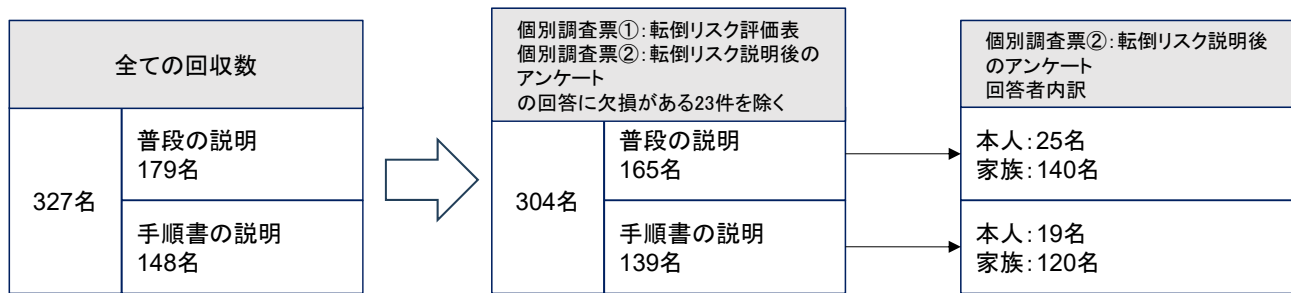 全ての回収数
327名
普段の説明
179名
手順書の説明
148名
個別調査票①：転倒リスク評価表
個別調査票②：転倒リスク説明後の
アンケート
の回答に欠損がある23件を除く
304名
普段の説明
165名
手順書の説明
139名
個別調査票②：転倒リスク説明後
のアンケート
回答者内訳
本人：25名
家族：140名
本人：19名
家族：120名